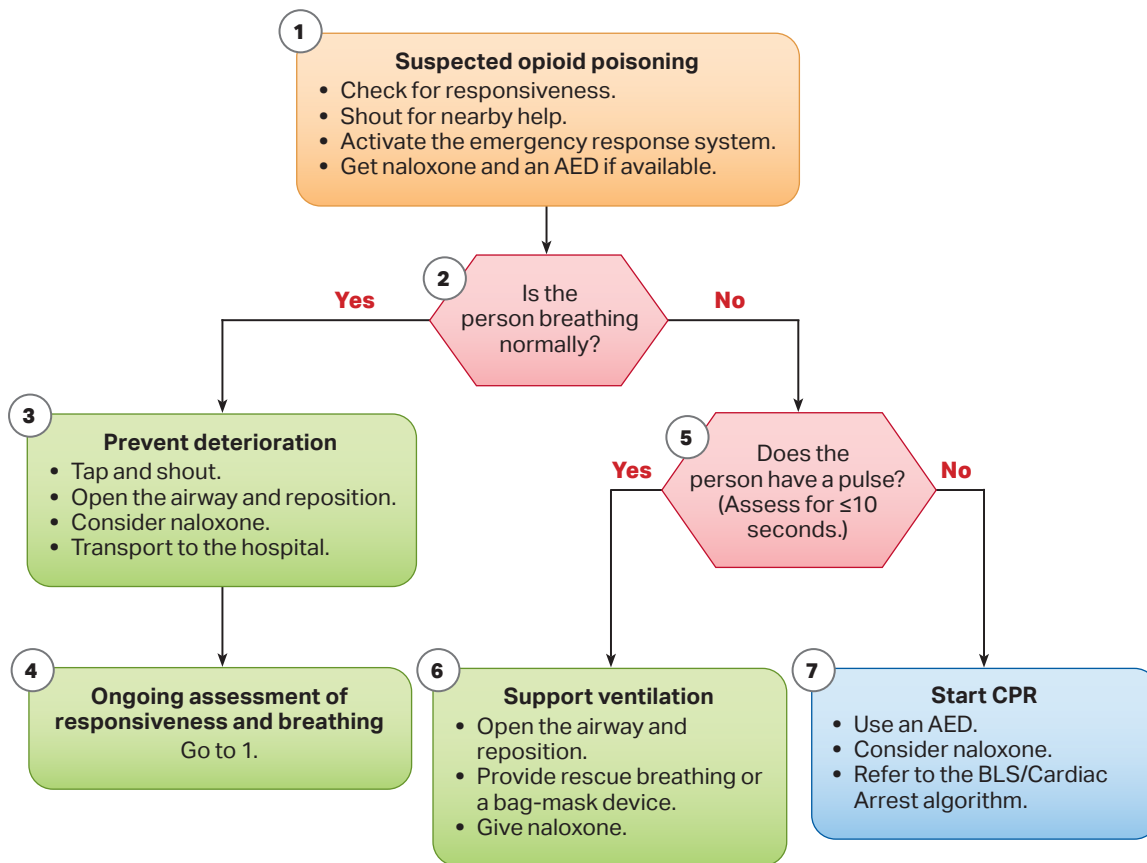 1
Suspected opioid poisoning
• Check for responsiveness.
• Shout for nearby help.
• Activate the emergency response system.
• Get naloxone and an AED if available.
2
Is the
person breathing
normally?
Yes
No
3
Prevent deterioration
• Tap and shout.
• Open the airway and reposition.
• Consider naloxone.
• Transport to the hospital.
4
Ongoing assessment of
responsiveness and breathing
Go to 1.
5
Does the
person have a pulse?
(Assess for ≤10
seconds.)
Yes
No
6
Support ventilation
• Open the airway and
reposition.
• Provide rescue breathing or
a bag-mask device.
• Give naloxone.
7
Start CPR
• Use an AED.
• Consider naloxone.
• Refer to the BLS/Cardiac
Arrest algorithm.